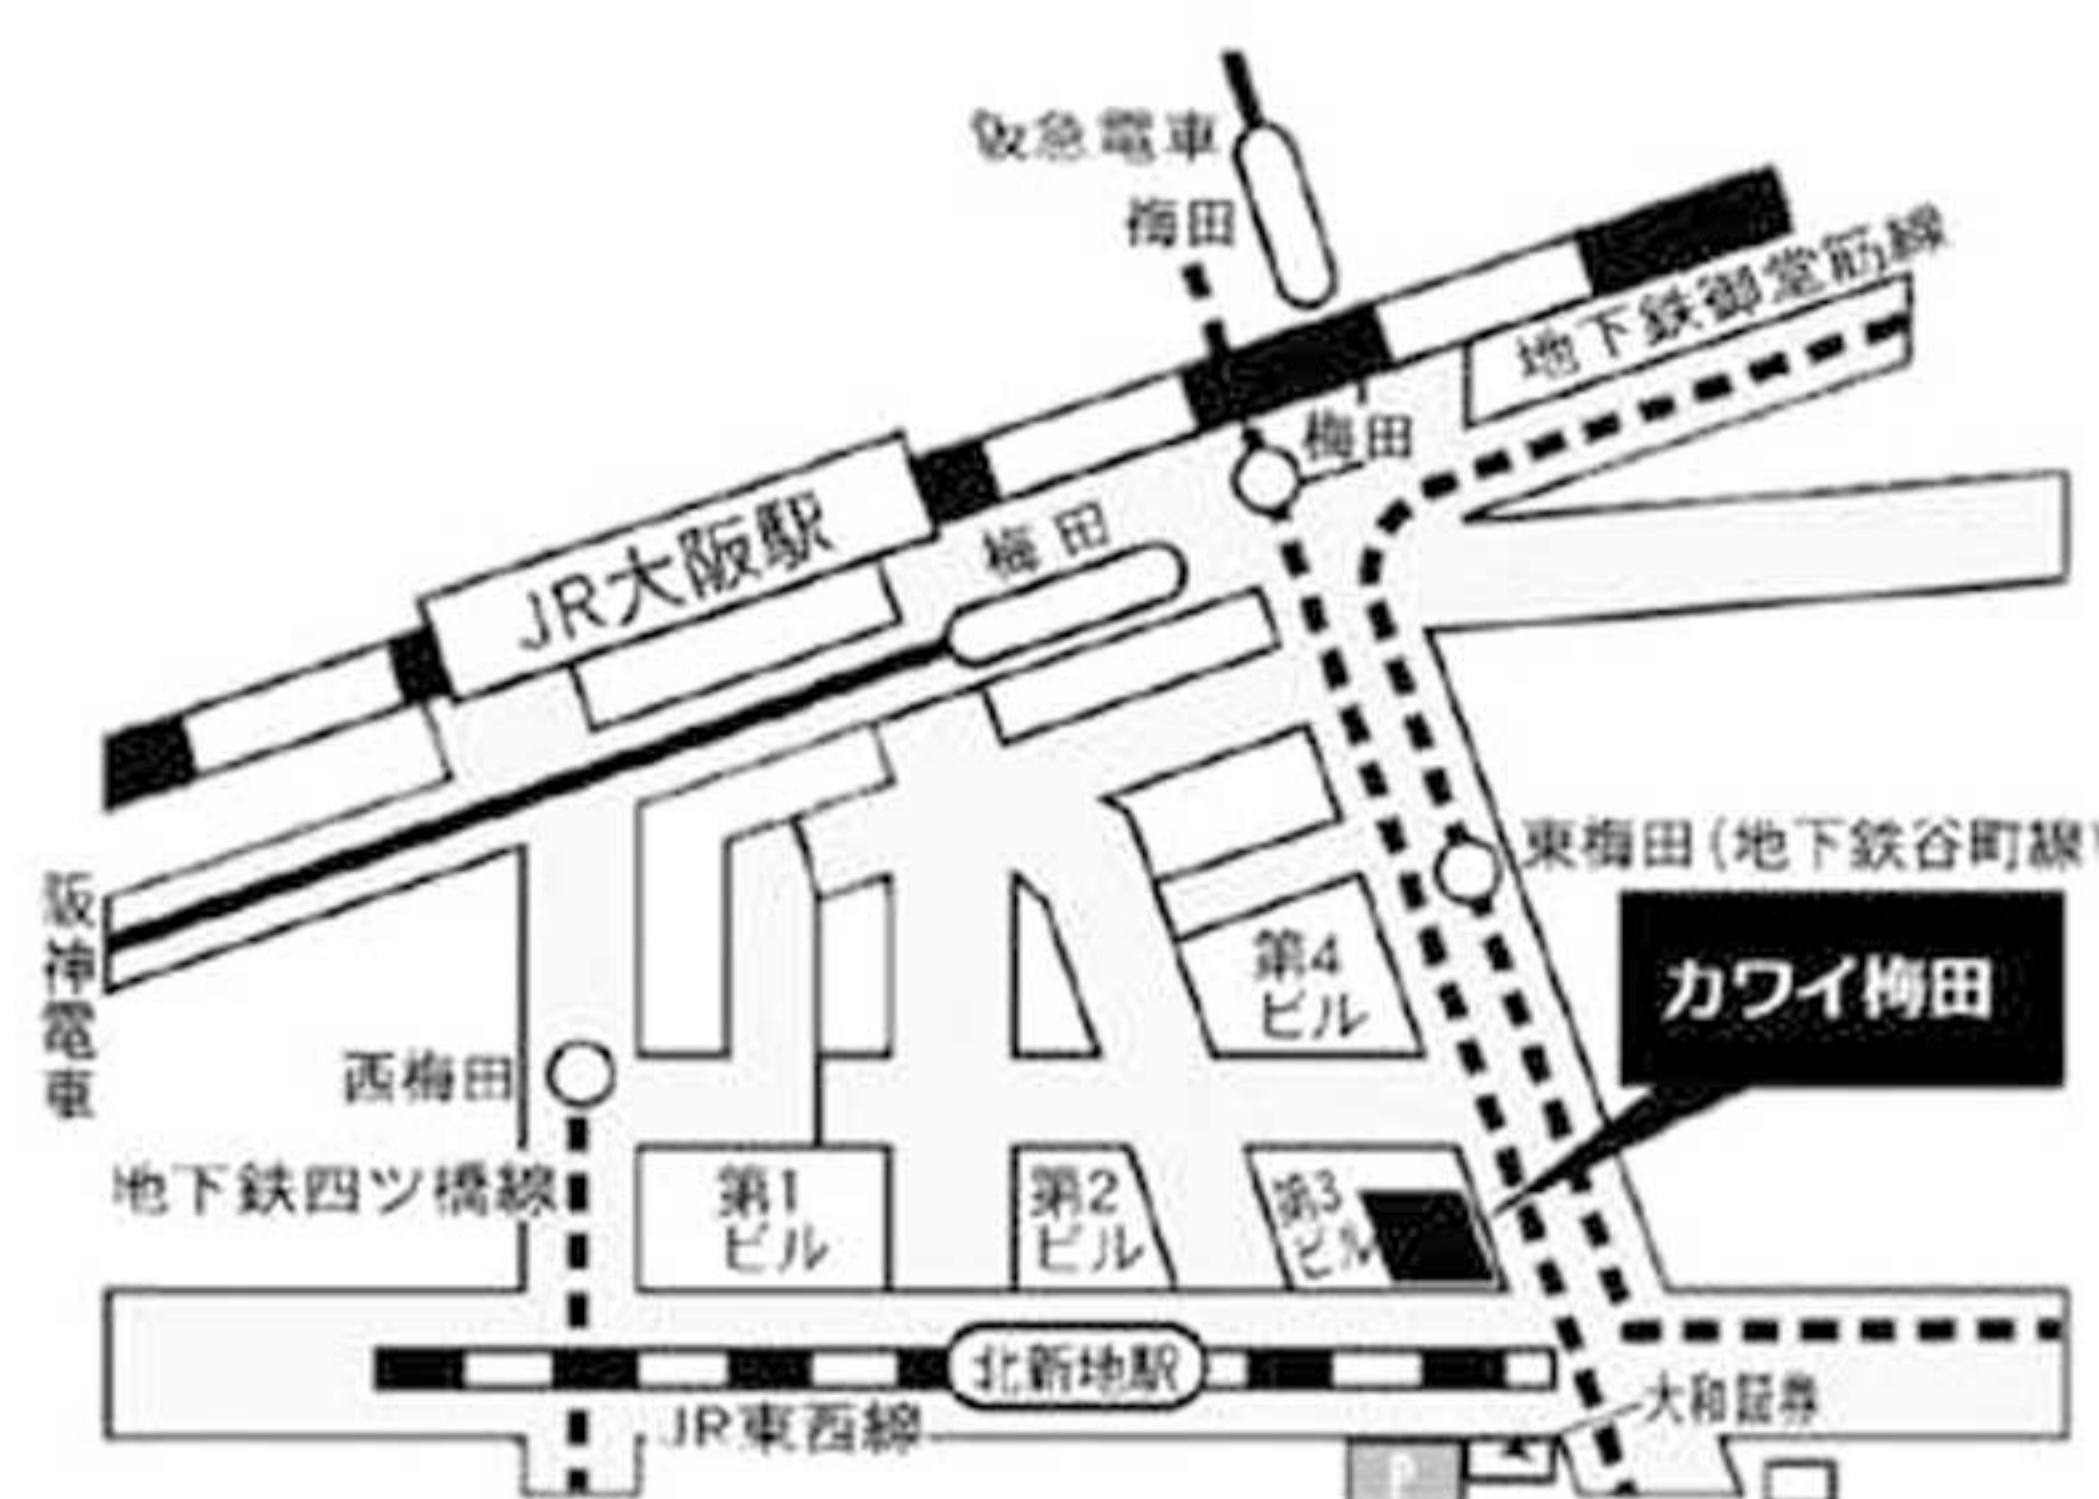 阪急電車
梅田
地下鉄御堂筋線
梅田
JR大阪駅
梅田
阪神電車
東梅田(地下鉄谷町線)
カワイ梅田
第4
ビル
西梅田
地下鉄四ツ橋線
第1
ビル
第2
ビル
第3
ビル
北新地駅
JR東西線
大和証券
P